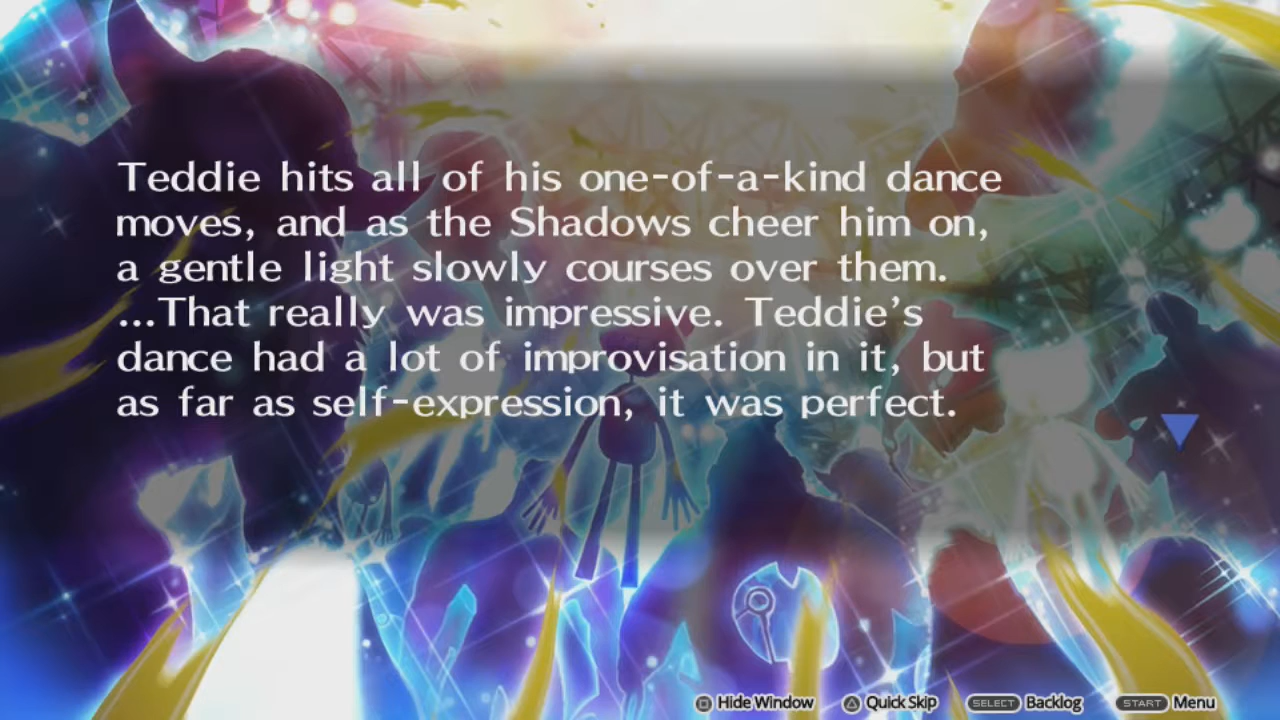 Teddie hits all of his one-of-a-kind dance
moves, and as the Shadows cheer him on,
a gentle light slowly courses over them.
...That really was impressive. Teddie's
dance had a lot of improvisation in it, but
as far as self-expression, it was perfect.
Hide Window Quick Skip SELECT Backlog START Menu